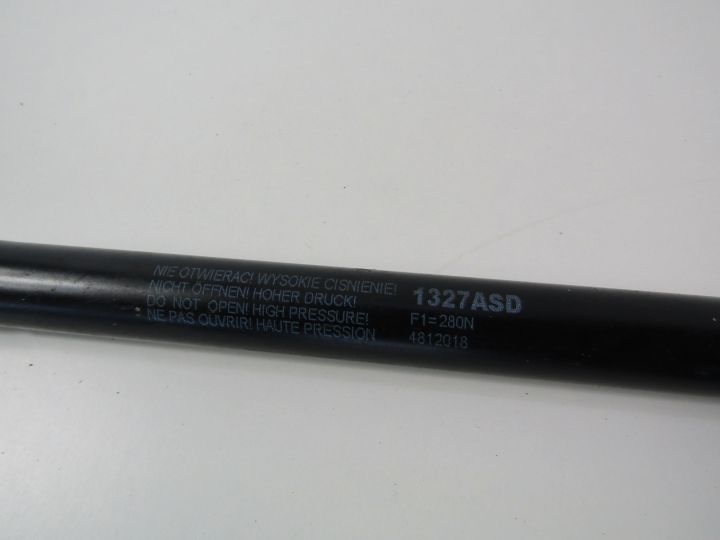 NIE OTWIERAC! WYSOKIE CISNIENIE!
NICHT ÖFFNEN! HOHER DRUCK!
DO NOT OPEN! HIGH PRESSURE!
NE PAS OUVRIR! HAUTE PRESSION
1327ASD
F1=280N
4812018